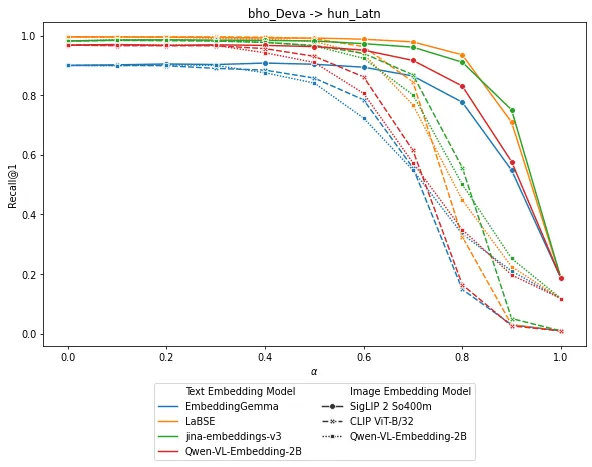 bho_Deva -> hun_Latn
1.0
0.8
0.6
0.4
0.2
0.0
Recall@1
0.0 0.2 0.4 0.6 0.8 1.0
α
Text Embedding Model Image Embedding Model
EmbeddingGemma SigLIP 2 So400m
LaBSE CLIP ViT-B/32
jina-embeddings-v3 Qwen-VL-Embedding-2B
Qwen-VL-Embedding-2B